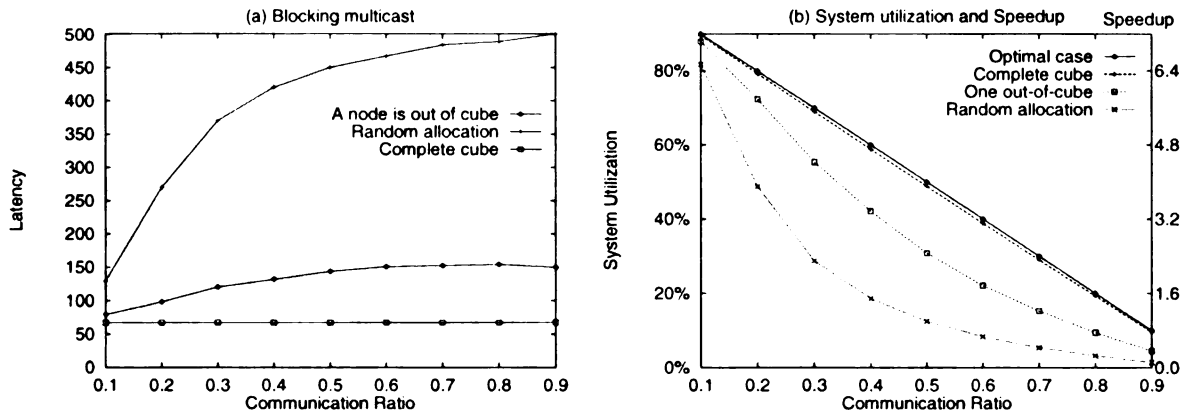 (a) Blocking multicast
500
450
400
350
300
250
200
150
100
50
0
Latency
A node is out of cube
Random allocation
Complete cube
0.1 0.2 0.3 0.4 0.5 0.6 0.7 0.8 0.9
Communication Ratio
(b) System utilization and Speedup
Speedup
80%
60%
40%
20%
0%
System Utilization
Optimal case
Complete cube
One out-of-cube
Random allocation
6.4
4.8
3.2
1.6
0.0
0.1 0.2 0.3 0.4 0.5 0.6 0.7 0.8 0.9
Communication Ratio